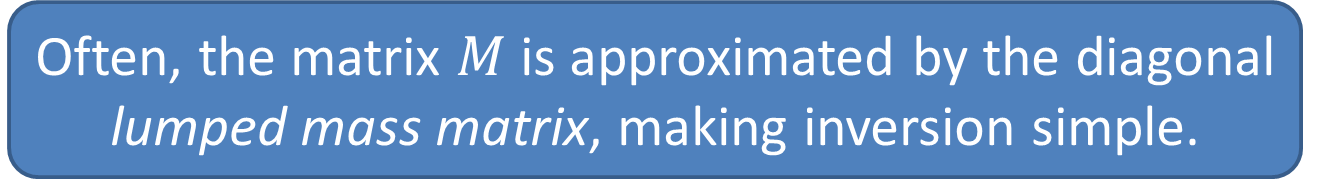 Often, the matrix M is approximated by the diagonal
lumped mass matrix, making inversion simple.